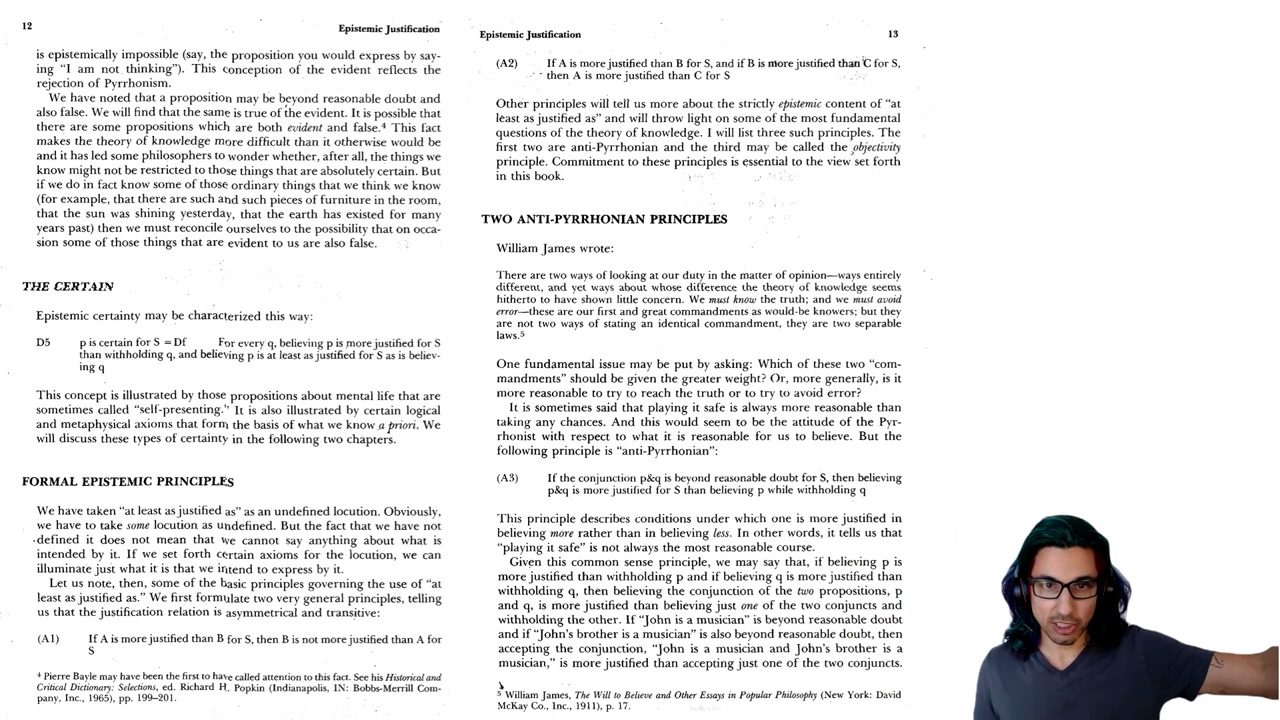 12
Epistemic Justification
is epistemically impossible (say, the proposition you would express by say-
ing “I am not thinking”). This conception of the evident reflects the
rejection of Pyrrhonism.
We have noted that a proposition may be beyond reasonable doubt and
also false. We will find that the same is true of the evident. It is possible that
there are some propositions which are both evident and false.⁴ This fact
makes the theory of knowledge more difficult than it otherwise would be
and it has led some philosophers to wonder whether, after all, the things we
know might not be restricted to those things that are absolutely certain. But
if we do in fact know some of those ordinary things that we think we know
(for example, that there are such and such pieces of furniture in the room,
that the sun was shining yesterday, that the earth has existed for many
years past) then we must reconcile ourselves to the possibility that on occa-
sion some of those things that are evident to us are also false.
THE CERTAIN
Epistemic certainty may be characterized this way:
D5 p is certain for S =Df For every q, believing p is more justified for S
than withholding q, and believing p is at least as justified for S as is believ-
ing q
This concept is illustrated by those propositions about mental life that are
sometimes called “self-presenting.” It is also illustrated by certain logical
and metaphysical axioms that form the basis of what we know a priori. We
will discuss these types of certainty in the following two chapters.
FORMAL EPISTEMIC PRINCIPLES
We have taken “at least as justified as” as an undefined locution. Obviously,
we have to take some locution as undefined. But the fact that we have not
defined it does not mean that we cannot say anything about what is
intended by it. If we set forth certain axioms for the locution, we can
illuminate just what it is that we intend to express by it.
Let us note, then, some of the basic principles governing the use of “at
least as justified as.” We first formulate two very general principles, telling
us that the justification relation is asymmetrical and transitive:
(A1) If A is more justified than B for S, then B is not more justified than A for
S
⁴ Pierre Bayle may have been the first to have called attention to this fact. See his Historical and
Critical Dictionary: Selections, ed. Richard H. Popkin (Indianapolis, IN: Bobbs-Merrill Com-
pany, Inc., 1965), pp. 199–201.
Epistemic Justification
13
(A2) If A is more justified than B for S, and if B is more justified than C for S,
then A is more justified than C for S
Other principles will tell us more about the strictly epistemic content of “at
least as justified as” and will throw light on some of the most fundamental
questions of the theory of knowledge. I will list three such principles. The
first two are anti-Pyrrhonian and the third may be called the objectivity
principle. Commitment to these principles is essential to the view set forth
in this book.
TWO ANTI-PYRRHONIAN PRINCIPLES
William James wrote:
There are two ways of looking at our duty in the matter of opinion—ways entirely
different, and yet ways about whose difference the theory of knowledge seems
hitherto to have shown little concern. We must know the truth; and we must avoid
error—these are our first and great commandments as would-be knowers; but they
are not two ways of stating an identical commandment, they are two separable
laws.⁵
One fundamental issue may be put by asking: Which of these two “com-
mandments” should be given the greater weight? Or, more generally, is it
more reasonable to try to reach the truth or to try to avoid error?
It is sometimes said that playing it safe is always more reasonable than
taking any chances. And this would seem to be the attitude of the Pyr-
rhonist with respect to what it is reasonable for us to believe. But the
following principle is “anti-Pyrrhonian”:
(A3) If the conjunction p&q is beyond reasonable doubt for S, then believing
p&q is more justified for S than believing p while withholding q
This principle describes conditions under which one is more justified in
believing more rather than in believing less. In other words, it tells us that
“playing it safe” is not always the most reasonable course.
Given this common sense principle, we may say that, if believing p is
more justified than withholding p and if believing q is more justified than
withholding q, then believing the conjunction of the two propositions, p
and q, is more justified than believing just one of the two conjuncts and
withholding the other. If “John is a musician” is beyond reasonable doubt
and if “John's brother is a musician” is also beyond reasonable doubt, then
accepting the conjunction, “John is a musician and John's brother is a
musician,” is more justified than accepting just one of the two conjuncts.
⁵ William James, The Will to Believe and Other Essays in Popular Philosophy (New York: David
McKay Co., Inc., 1911), p. 17.